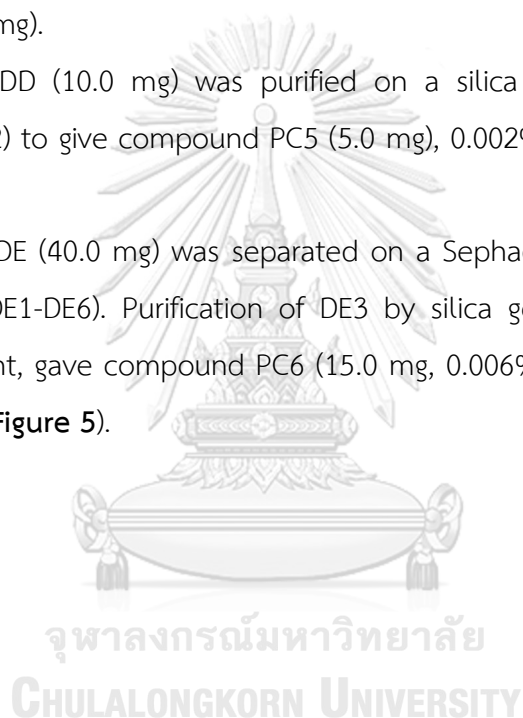 mg).
DD (10.0 mg) was purified on a silica
2) to give compound PC5 (5.0 mg), 0.002%
DE (40.0 mg) was separated on a Sephad
DE1-DE6). Purification of DE3 by silica ge
nt, gave compound PC6 (15.0 mg, 0.006%
Figure 5).
จุฬาลงกรณ์มหาวิทยาลัย
CHULALONGKORN UNIVERSITY